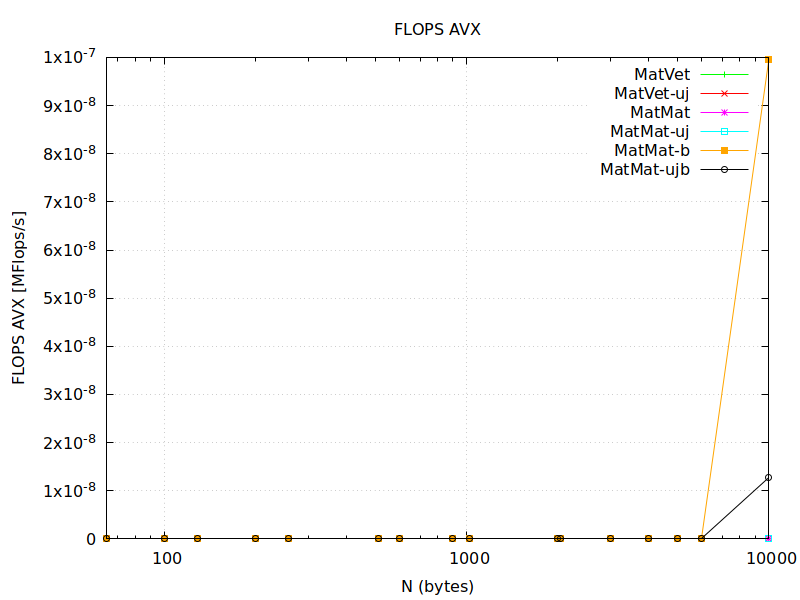 FLOPS AVX
1x10^-7
9x10^-8
8x10^-8
7x10^-8
6x10^-8
5x10^-8
4x10^-8
3x10^-8
2x10^-8
1x10^-8
0
FLOPS AVX [MFlops/s]
MatVet
MatVet-uj
MatMat
MatMat-uj
MatMat-b
MatMat-ujb
100 1000 10000
N (bytes)